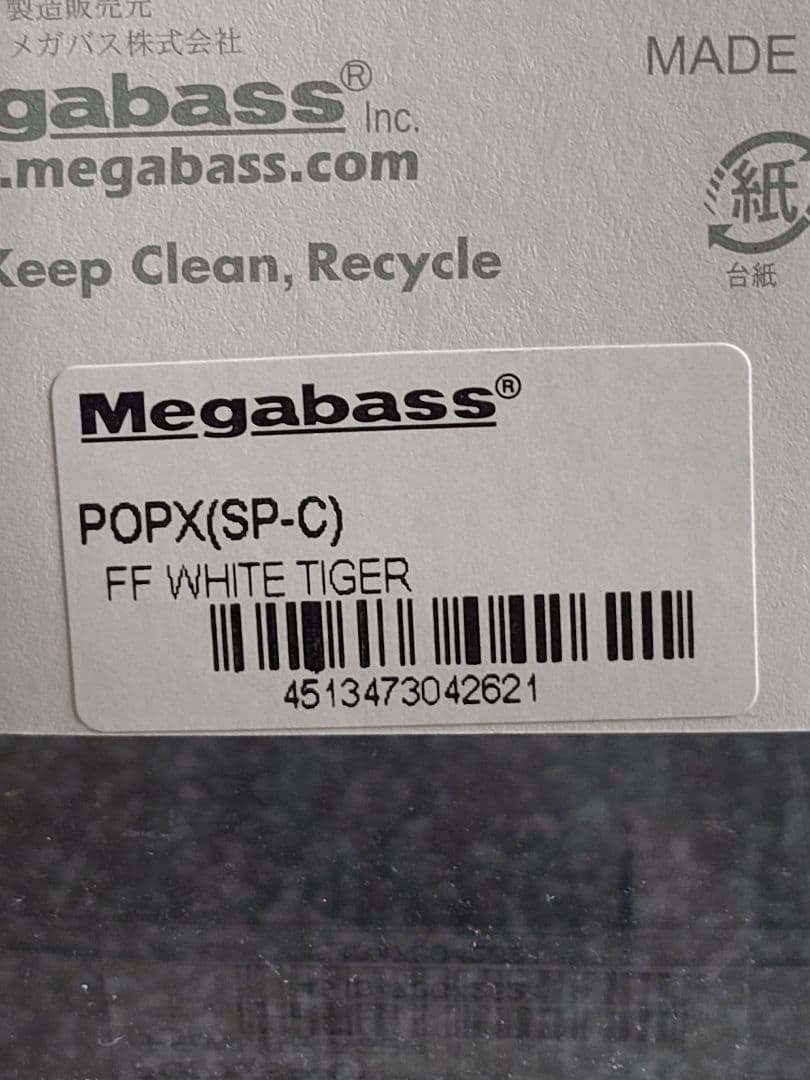 製造販売元
メガバス株式会社
gabass® Inc.
.megabass.com
Keep Clean, Recycle
MADE
紙
台紙
Megabass®
POPX(SP-C)
FF WHITE TIGER
4513473042621